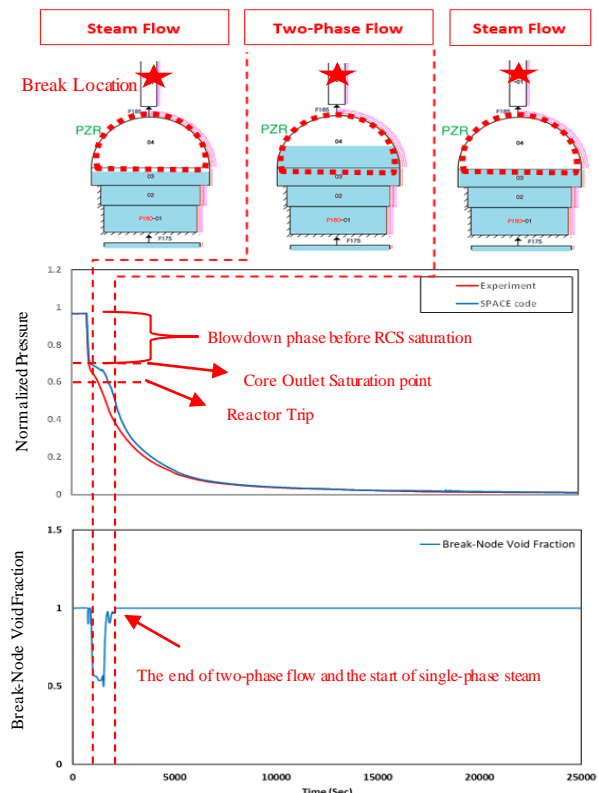 Steam Flow
Two-Phase Flow
Steam Flow
Break Location
PZR
F185
04
03
02
P180-01
F175
PZR
F185
04
03
02
P180-01
F175
PZR
F185
04
03
02
P180-01
F175
1.2
1
0.8
0.6
0.4
0.2
0
Normalized Pressure
Experiment
SPACE code
Blowdown phase before RCS saturation
Core Outlet Saturation point
Reactor Trip
1.5
1
0.5
0
Break-Node Void Fraction
Break-Node Void Fraction
The end of two-phase flow and the start of single-phase steam
0
5000
10000
15000
20000
25000
Time (Sec)